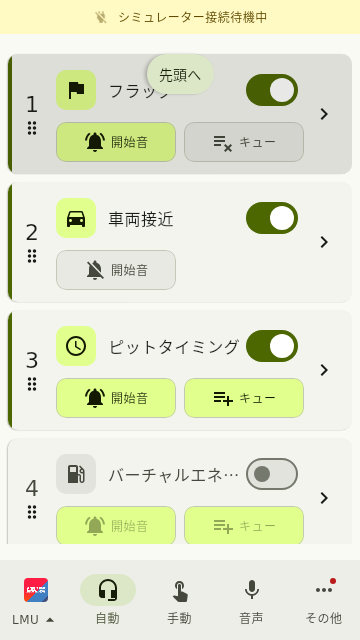 シミュレーター接続待機中
先頭へ
1
フラッグ
開始音
キュー
2
車両接近
開始音
3
ピットタイミング
開始音
キュー
4
バーチャルエネ…
開始音
キュー
LMU
自動
手動
音声
その他